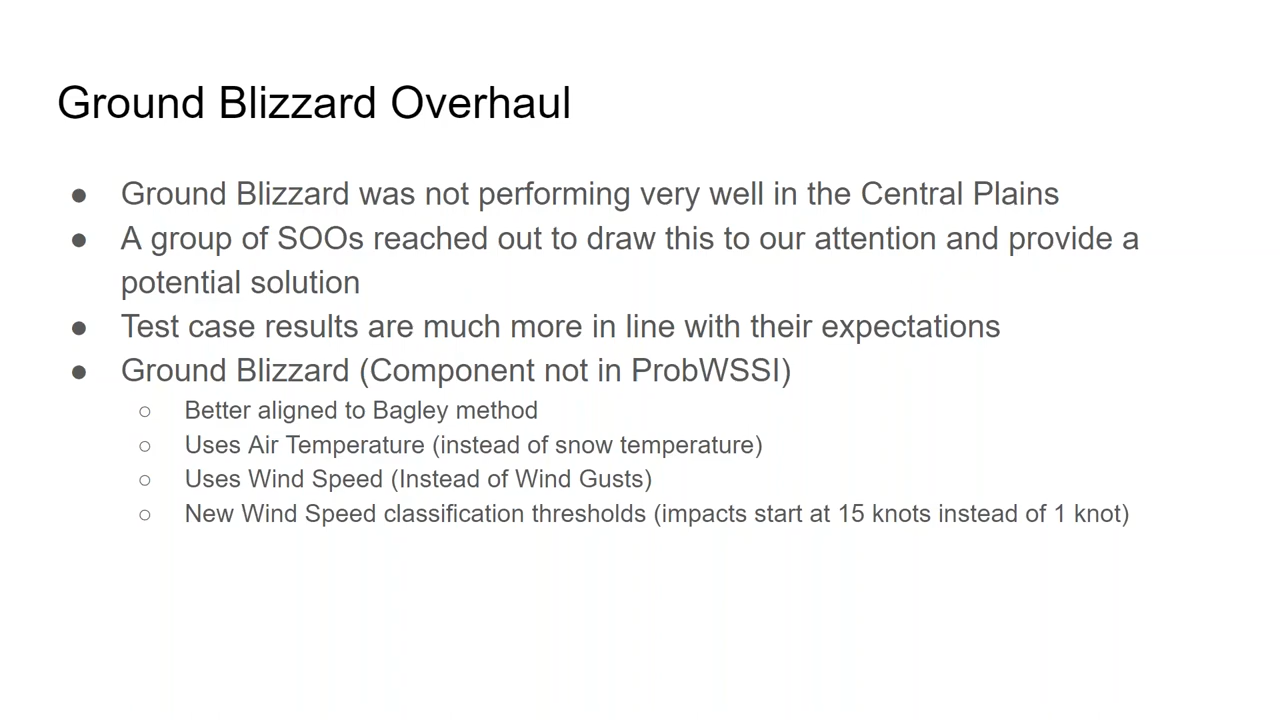 Ground Blizzard Overhaul
● Ground Blizzard was not performing very well in the Central Plains
● A group of SOOs reached out to draw this to our attention and provide a
potential solution
● Test case results are much more in line with their expectations
● Ground Blizzard (Component not in ProbWSSI)
○ Better aligned to Bagley method
○ Uses Air Temperature (instead of snow temperature)
○ Uses Wind Speed (Instead of Wind Gusts)
○ New Wind Speed classification thresholds (impacts start at 15 knots instead of 1 knot)